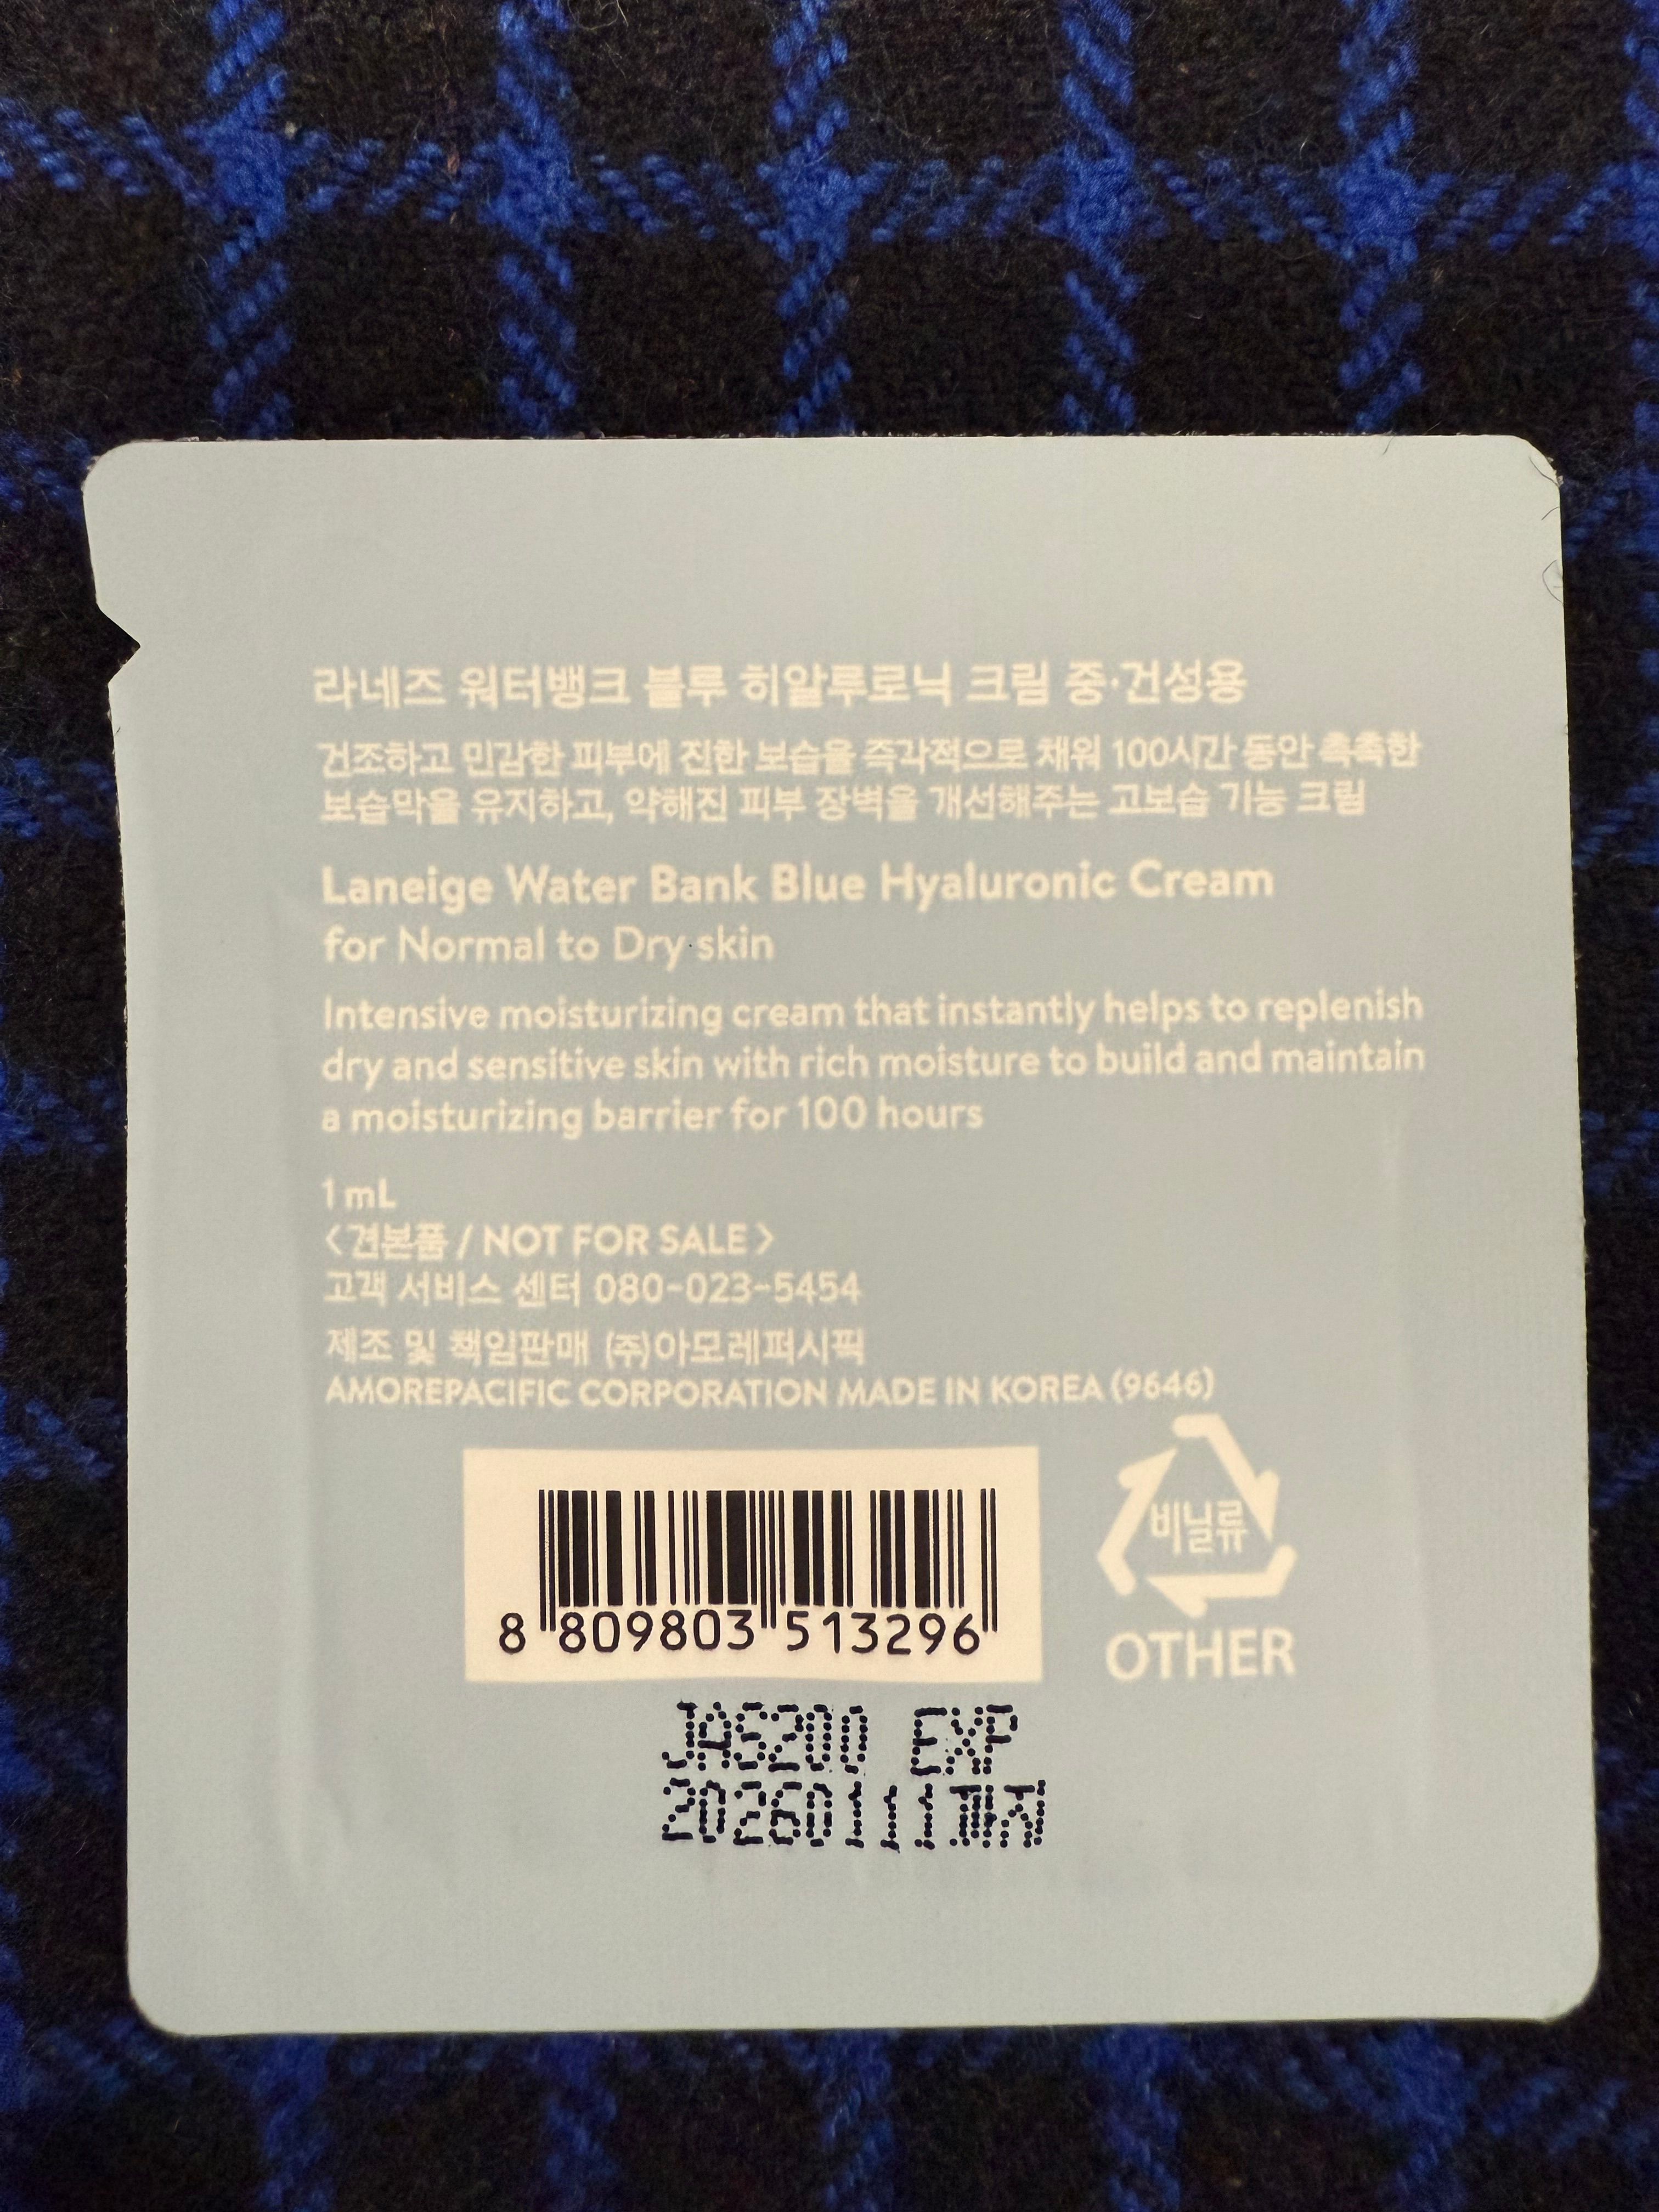 라네즈 워터뱅크 블루 히알루로닉 크림 중·건성용
건조하고 민감한 피부에 진한 보습을 즉각적으로 채워 100시간 동안 촉촉한
보습막을 유지하고, 약해진 피부 장벽을 개선해주는 고보습 기능 크림
Laneige Water Bank Blue Hyaluronic Cream
for Normal to Dry skin
Intensive moisturizing cream that instantly helps to replenish
dry and sensitive skin with rich moisture to build and maintain
a moisturizing barrier for 100 hours
1 mL
<견본품 / NOT FOR SALE>
고객 서비스 센터 080-023-5454
제조 및 책임판매 (주)아모레퍼시픽
AMOREPACIFIC CORPORATION MADE IN KOREA (9646)
비닐류
OTHER
8 809803 513296
JAS200 EXP
20260111까지